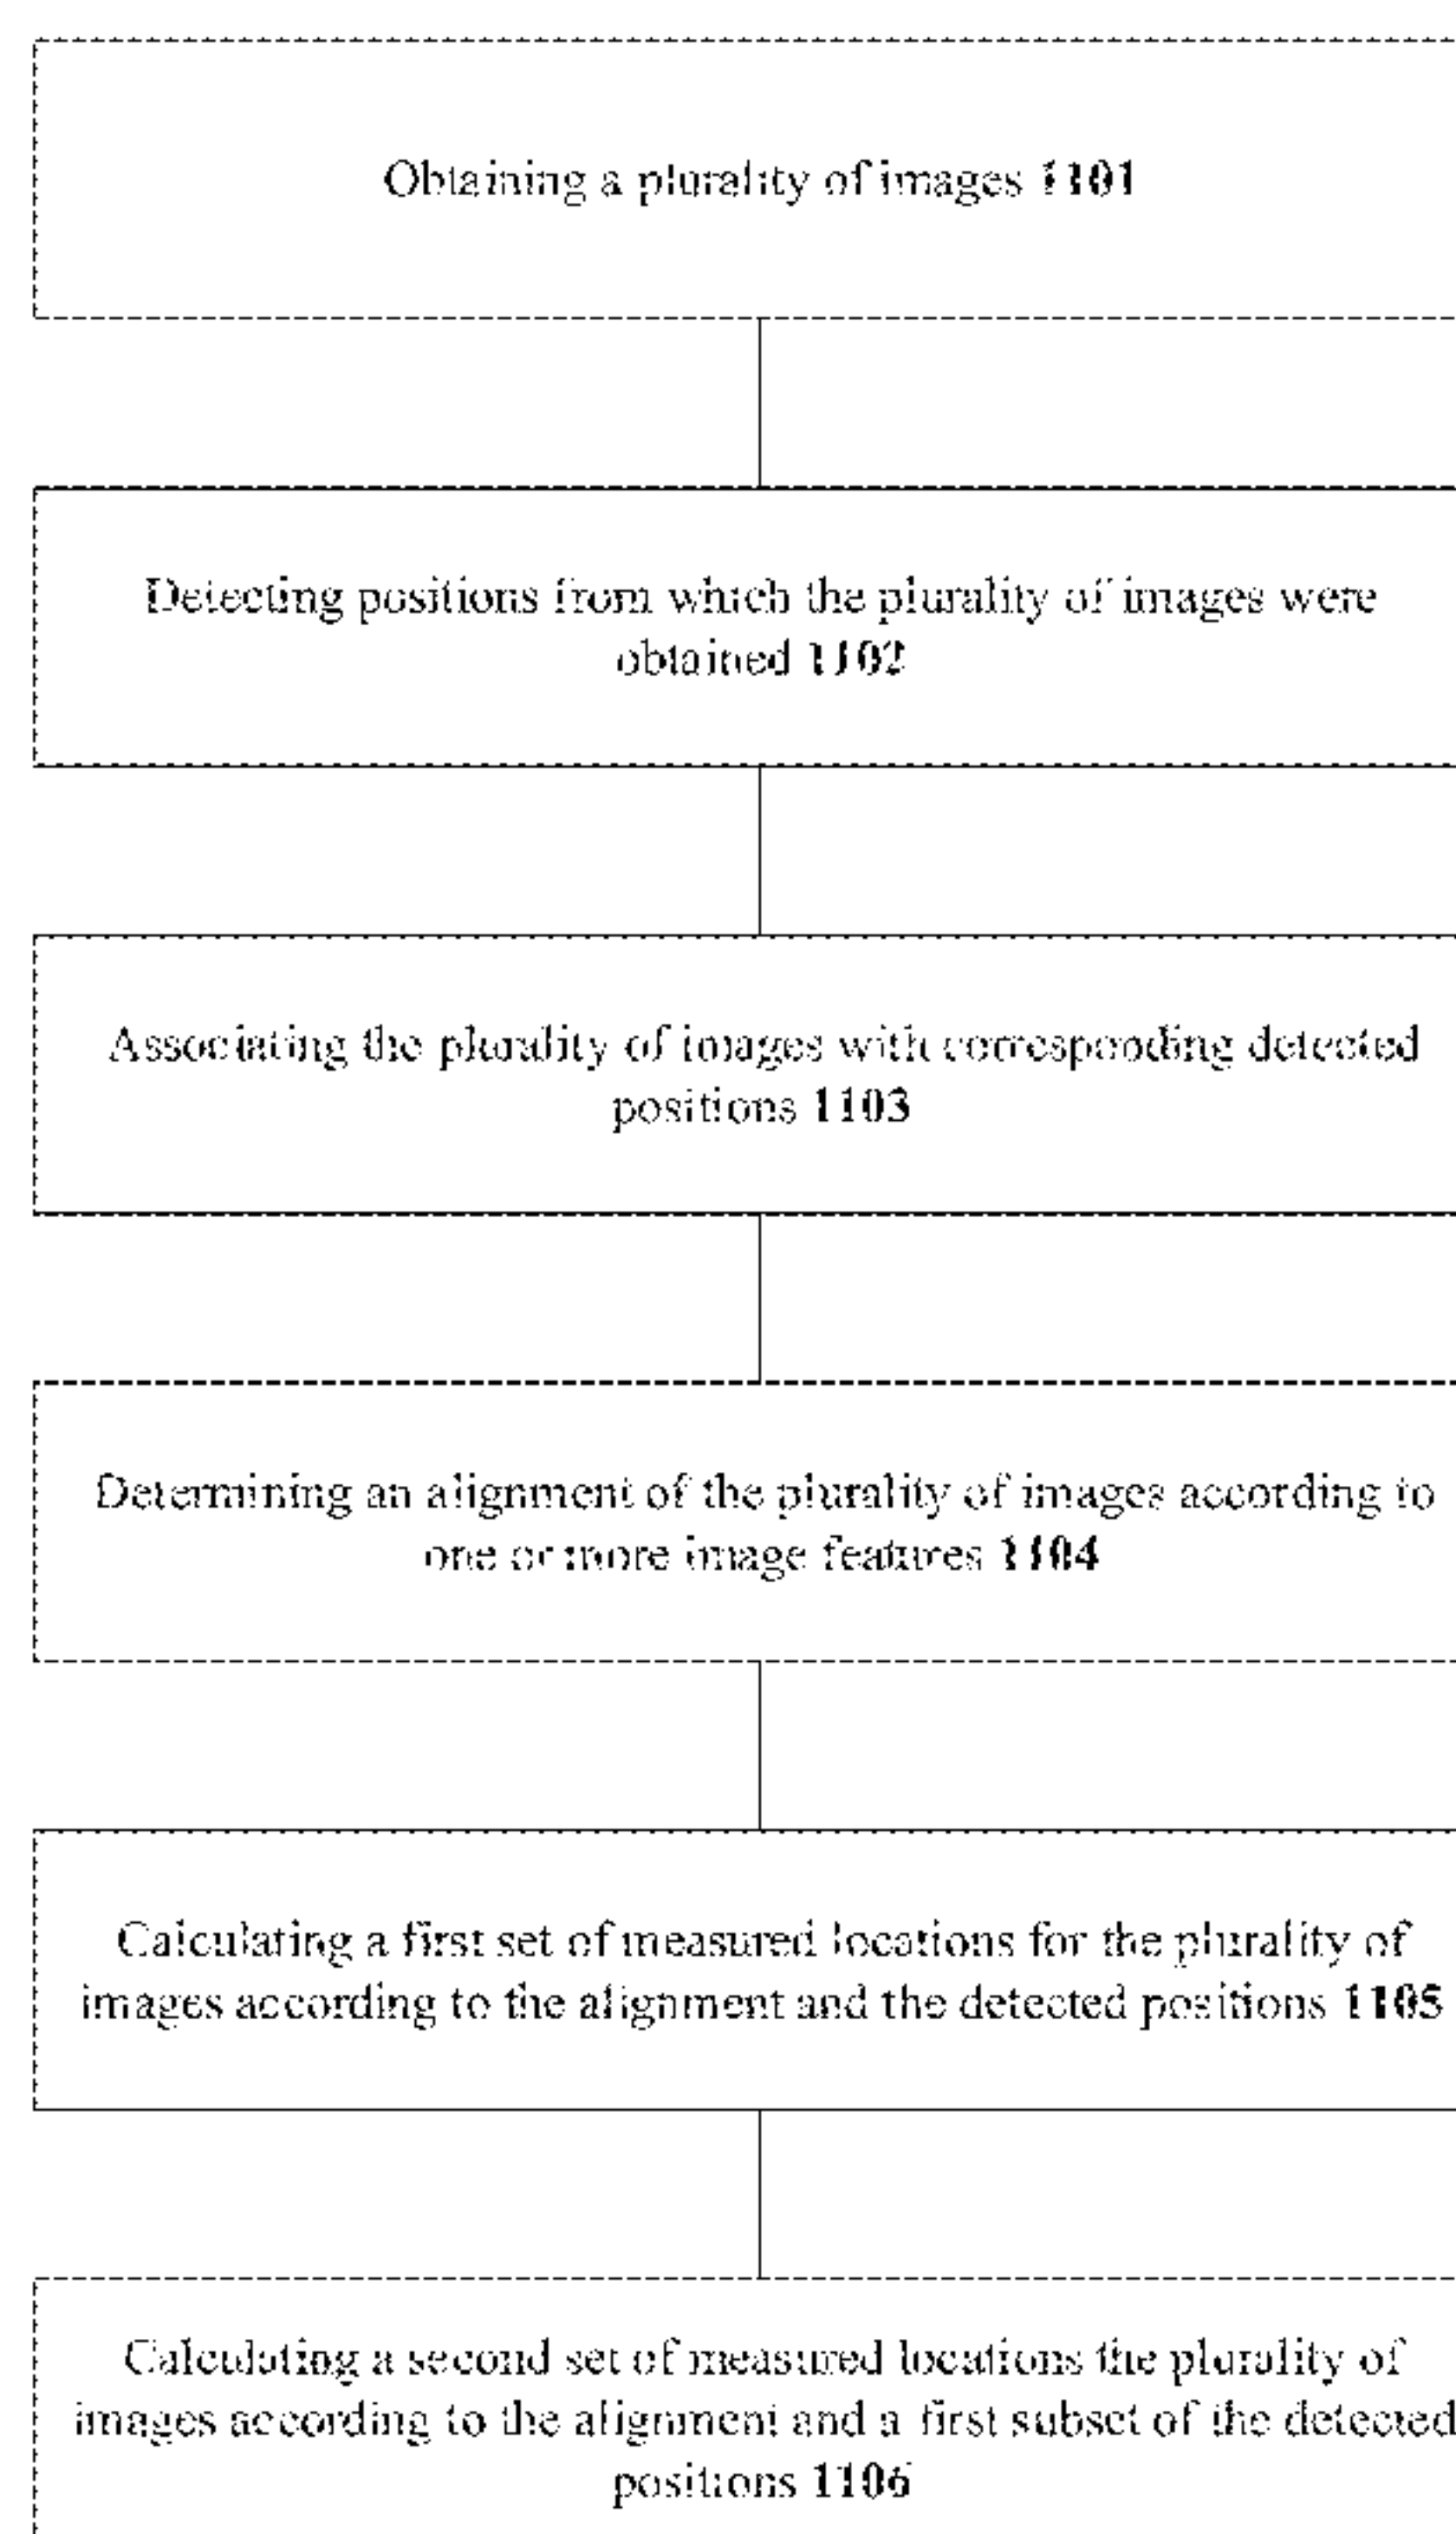 Obtaining a plurality of images 1101
Detecting positions from which the plurality of images were
obtained 1102
Associating the plurality of images with corresponding detected
positions 1103
Determining an alignment of the plurality of images according to
one or more image features 1104
Calculating a first set of measured locations for the plurality of
images according to the alignment and the detected positions 1105
Calculating a second set of measured locations the plurality of
images according to the alignment and a first subset of the detected
positions 1106